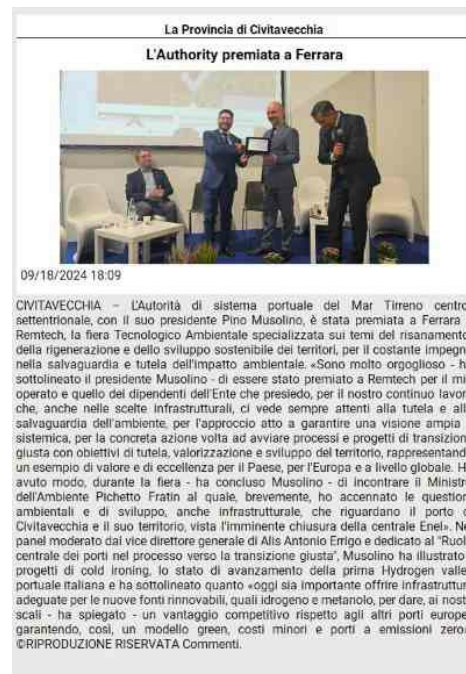 La Provincia di Civitavecchia
L'Authority premiata a Ferrara
09/18/2024 18:09
CIVITAVECCHIA – L'Autorità di sistema portuale del Mar Tirreno centro
settentrionale, con il suo presidente Pino Musolino, è stata premiata a Ferrara
Remtech, la fiera Tecnologico Ambientale specializzata sui temi del risanamento
della rigenerazione e dello sviluppo sostenibile dei territori, per il costante impegn
nella salvaguardia e tutela dell'impatto ambientale. «Sono molto orgoglioso - h
sottolineato il presidente Musolino - di essere stato premiato a Remtech per il mi
operato e quello dei dipendenti dell'Ente che presiedo, per il nostro continuo lavor
che, anche nelle scelte infrastrutturali, ci vede sempre attenti alla tutela e all
salvaguardia dell'ambiente, per l'approccio atto a garantire una visione ampia
sistemica, per la concreta azione volta ad avviare processi e progetti di transizion
giusta con obiettivi di tutela, valorizzazione e sviluppo del territorio, rappresentand
un esempio di valore e di eccellenza per il Paese, per l'Europa e a livello globale. H
avuto modo, durante la fiera - ha concluso Musolino - di incontrare il Ministr
dell'Ambiente Pichetto Fratin al quale, brevemente, ho accennato le question
ambientali e di sviluppo, anche infrastrutturale, che riguardano il porto d
Civitavecchia e il suo territorio, vista l'imminente chiusura della centrale Enel». Ne
panel moderato dal vice direttore generale di Alis Antonio Errigo e dedicato al "Ruol
centrale dei porti nel processo verso la transizione giusta", Musolino ha illustrato
progetti di cold ironing, lo stato di avanzamento della prima Hydrogen valle
portuale italiana e ha sottolineato quanto «oggi sia importante offrire infrastruttur
adeguate per le nuove fonti rinnovabili, quali idrogeno e metanolo, per dare, ai nost
scali - ha spiegato - un vantaggio competitivo rispetto agli altri porti europe
garantendo, così, un modello green, costi minori e porti a emissioni zero»
©RIPRODUZIONE RISERVATA Commenti.